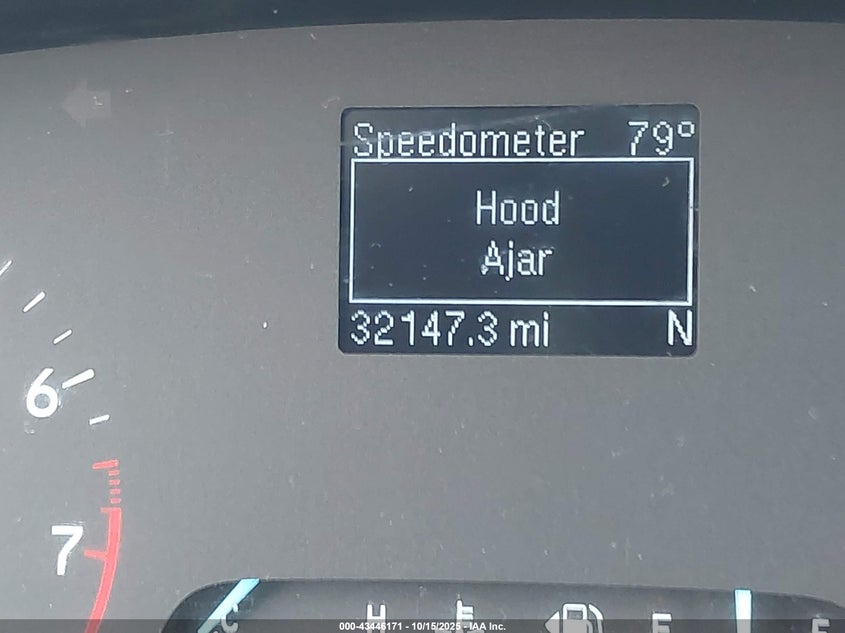 Speedometer 79°
Hood
Ajar
32147.3 mi N
6
7
C H F E
000-43446171 - 10/15/2025 - IAA Inc.